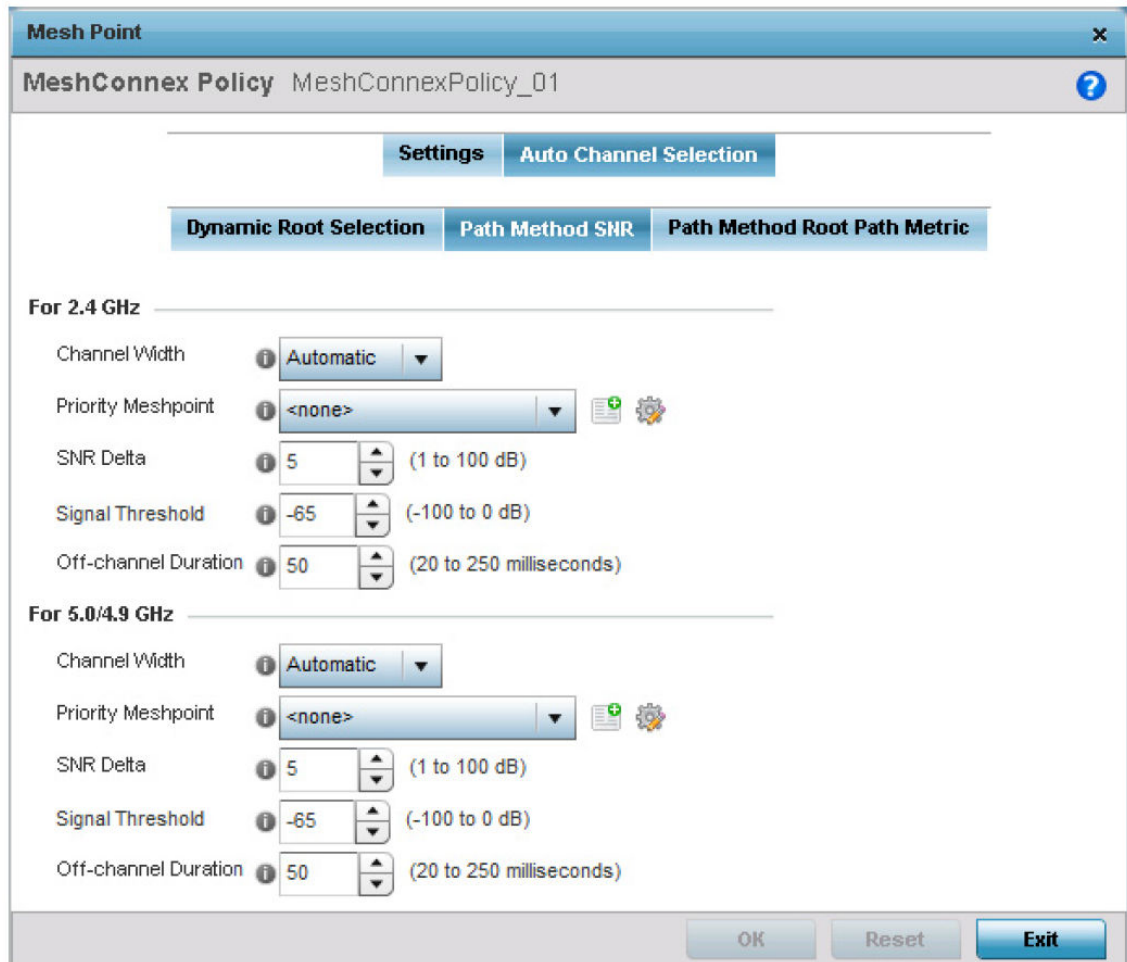 Mesh Point
MeshConnex Policy MeshConnexPolicy_01
Settings Auto Channel Selection
Dynamic Root Selection Path Method SNR Path Method Root Path Metric
For 2.4 GHz
Channel Width Automatic
Priority Meshpoint <none>
SNR Delta 5 (1 to 100 dB)
Signal Threshold -65 (-100 to 0 dB)
Off-channel Duration 50 (20 to 250 milliseconds)
For 5.0/4.9 GHz
Channel Width Automatic
Priority Meshpoint <none>
SNR Delta 5 (1 to 100 dB)
Signal Threshold -65 (-100 to 0 dB)
Off-channel Duration 50 (20 to 250 milliseconds)
OK Reset Exit